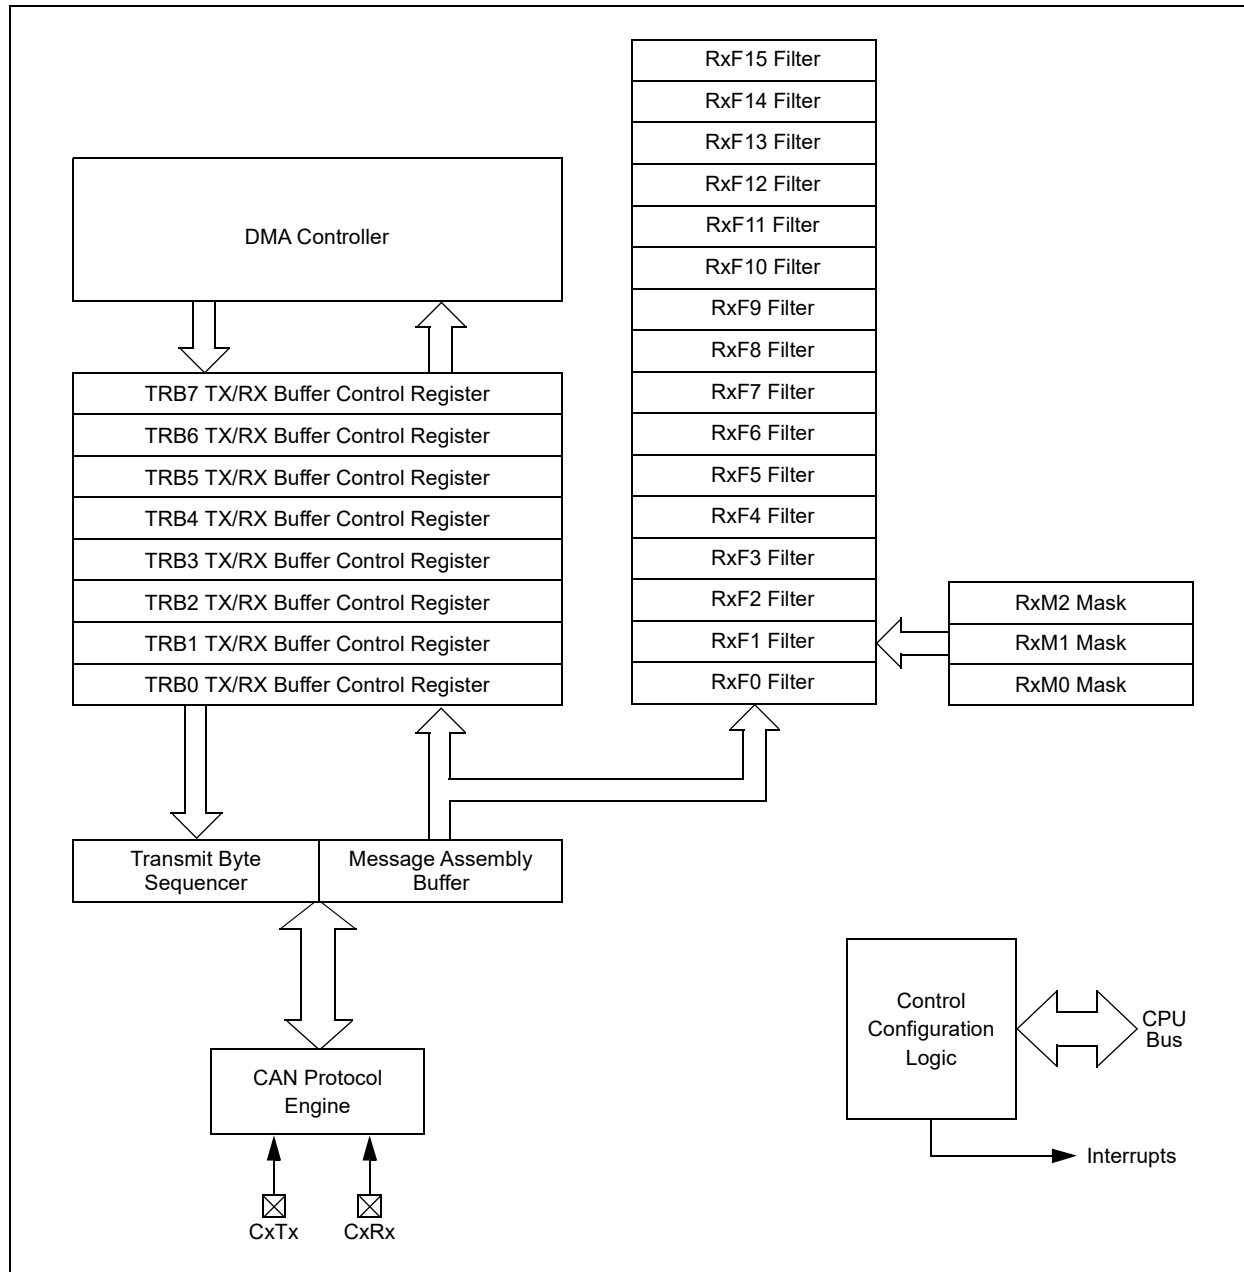 RxF15 Filter
RxF14 Filter
RxF13 Filter
RxF12 Filter
RxF11 Filter
RxF10 Filter
RxF9 Filter
RxF8 Filter
RxF7 Filter
RxF6 Filter
RxF5 Filter
RxF4 Filter
RxF3 Filter
RxF2 Filter
RxF1 Filter
RxF0 Filter
DMA Controller
TRB7 TX/RX Buffer Control Register
TRB6 TX/RX Buffer Control Register
TRB5 TX/RX Buffer Control Register
TRB4 TX/RX Buffer Control Register
TRB3 TX/RX Buffer Control Register
TRB2 TX/RX Buffer Control Register
TRB1 TX/RX Buffer Control Register
TRB0 TX/RX Buffer Control Register
RxM2 Mask
RxM1 Mask
RxM0 Mask
Transmit Byte
Sequencer
Message Assembly
Buffer
CAN Protocol
Engine
CxTx
CxRx
Control
Configuration
Logic
CPU
Bus
Interrupts